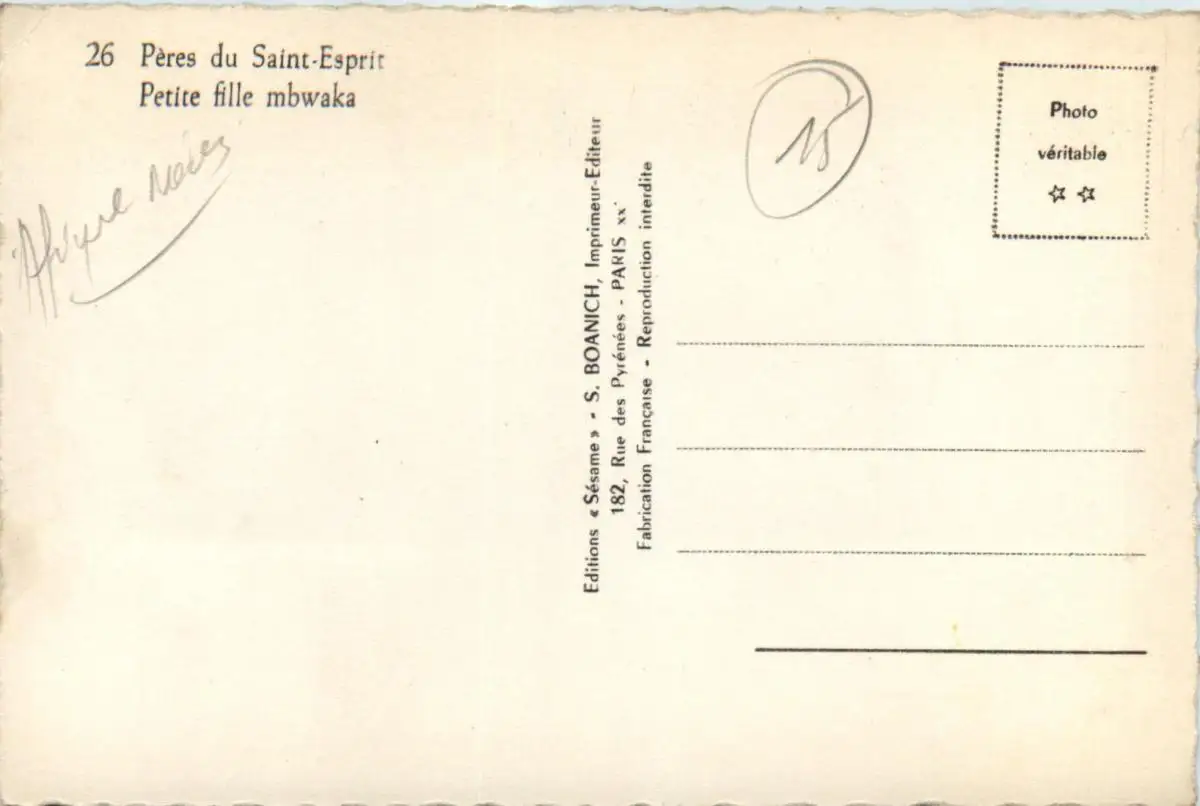 26 Pères du Saint-Esprit
Petite fille mbwaka
Afrique Noire
Editions « Sésame » - S. BOANICH, Imprimeur-Editeur
182, Rue des Pyrénées - PARIS XXᵉ
Fabrication Française - Reproduction interdite
15
Photo
véritable